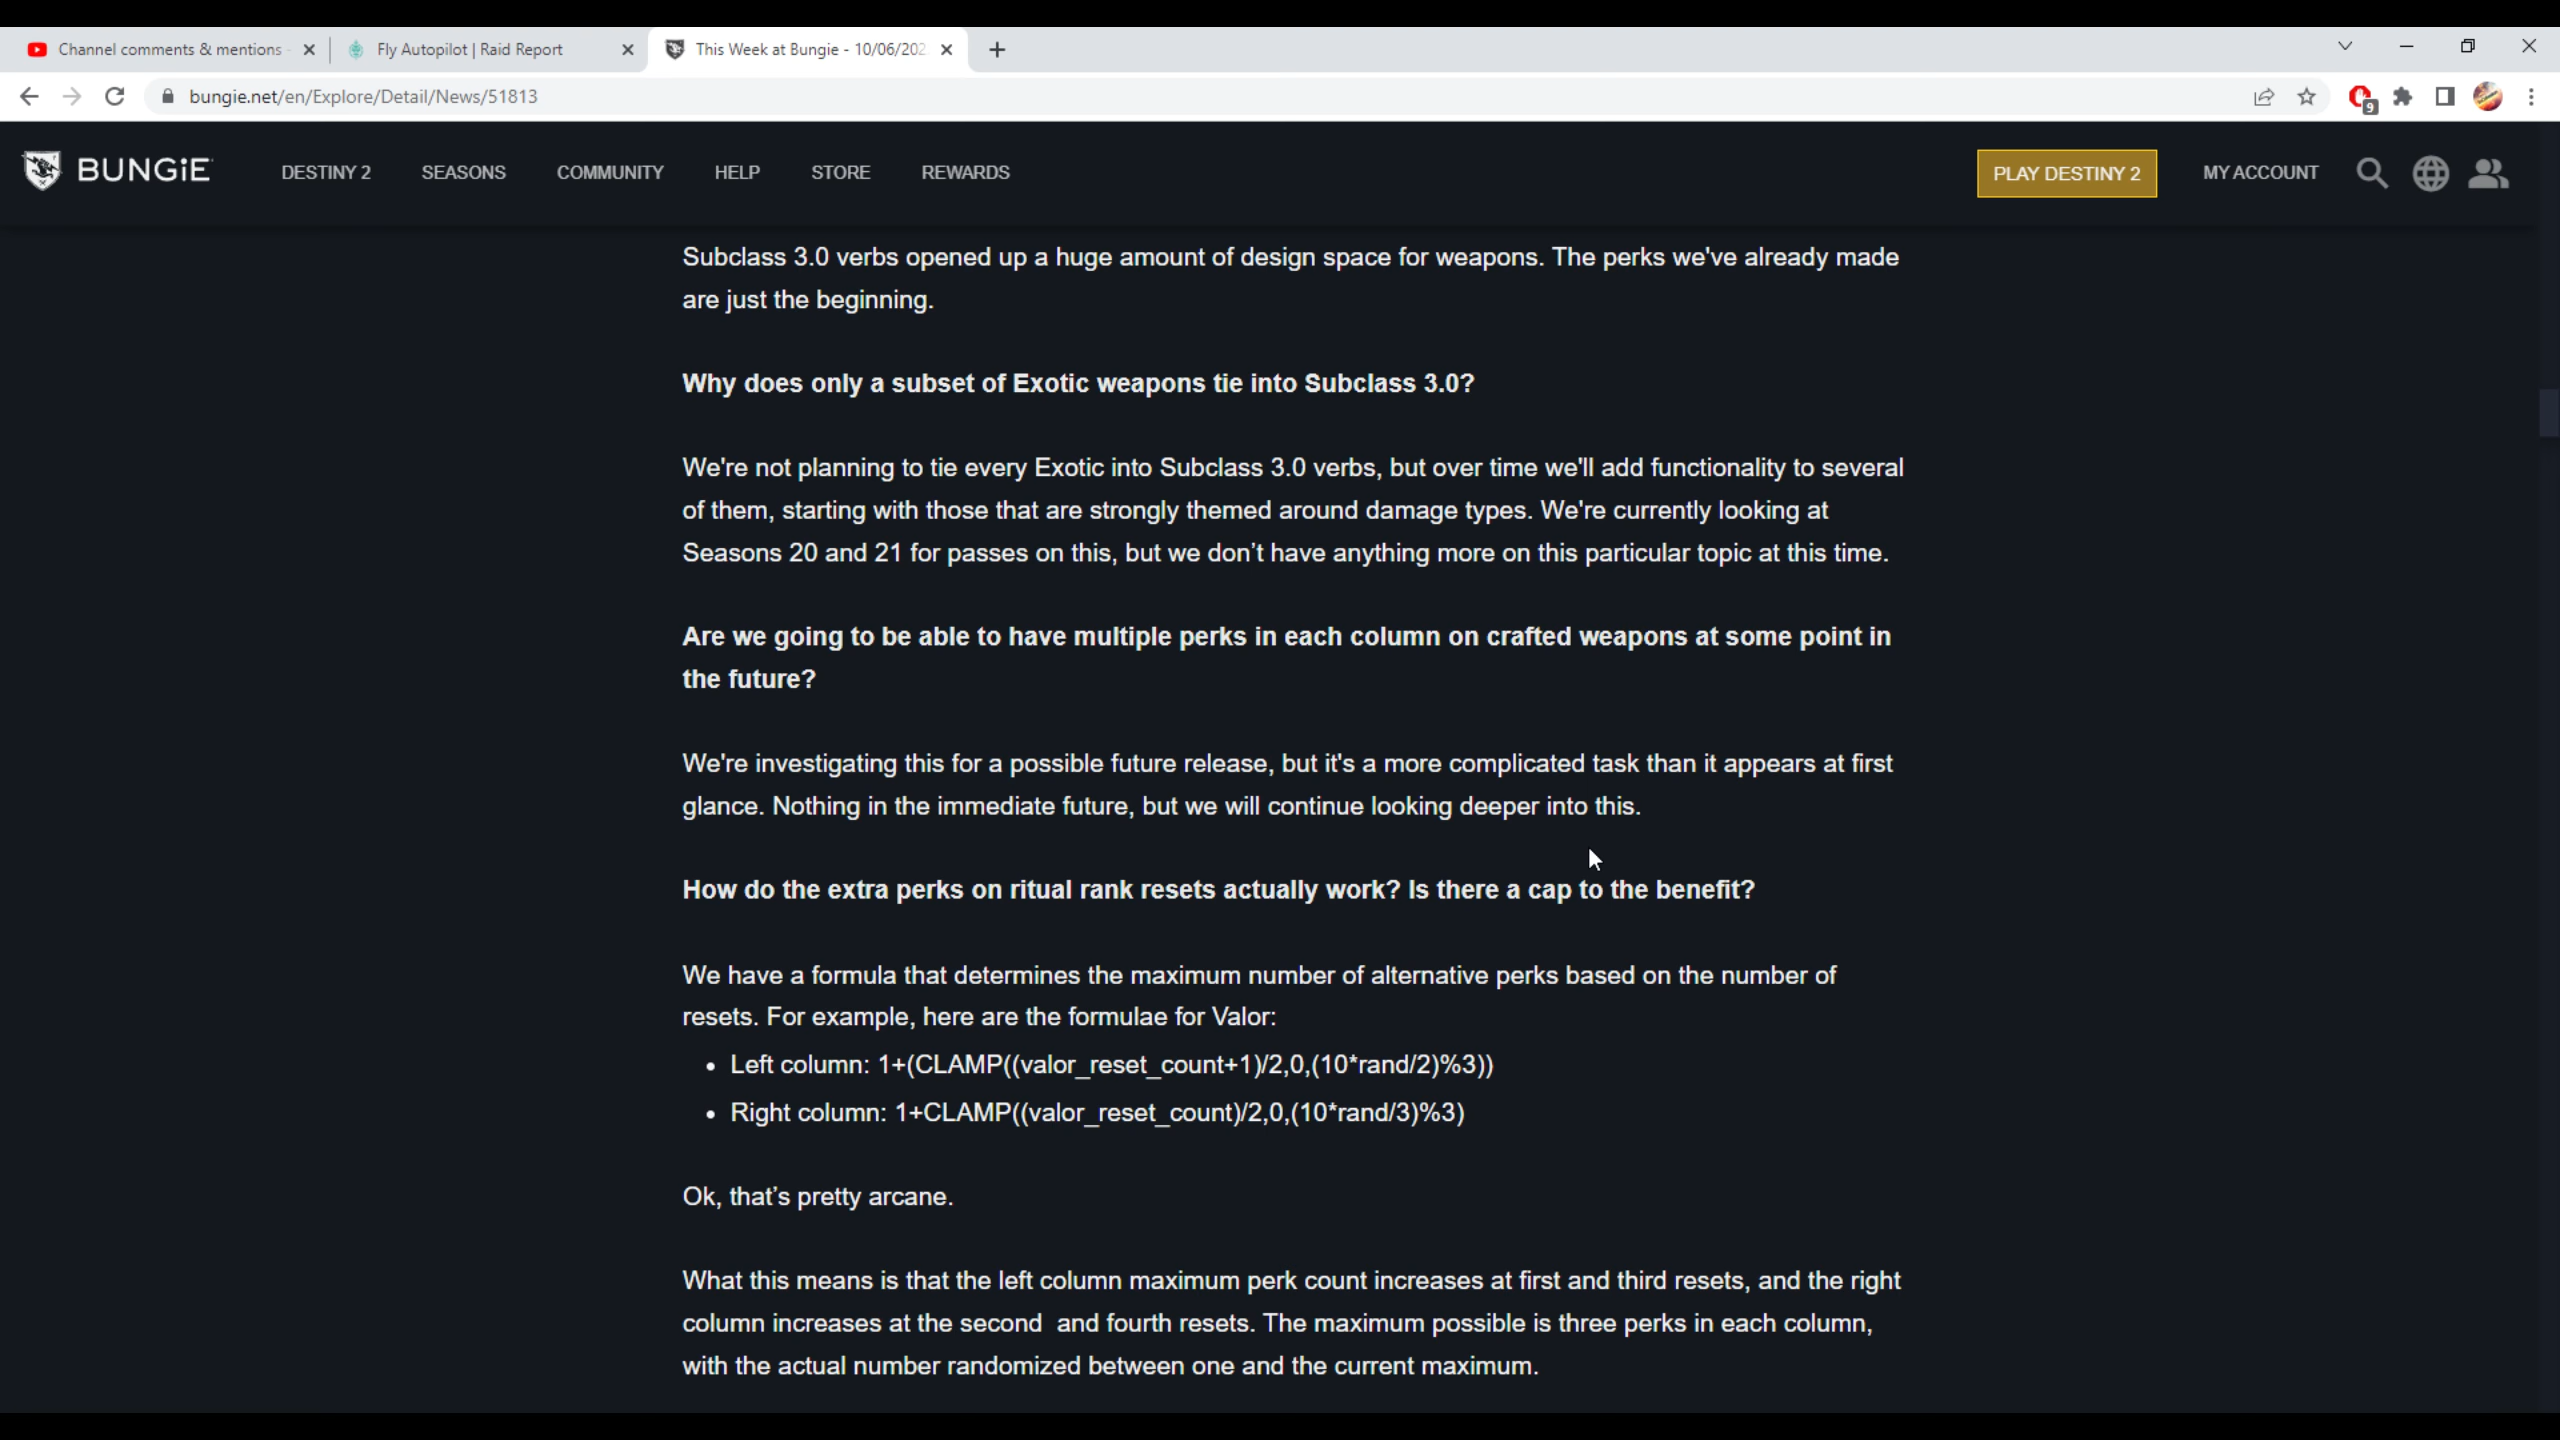 Channel comments & mentions
Fly Autopilot | Raid Report
This Week at Bungie - 10/06/202
bungie.net/en/Explore/Detail/News/51813
9
BUNGiE
DESTINY 2
SEASONS
COMMUNITY
HELP
STORE
REWARDS
PLAY DESTINY 2
MY ACCOUNT
Subclass 3.0 verbs opened up a huge amount of design space for weapons. The perks we've already made
are just the beginning.
Why does only a subset of Exotic weapons tie into Subclass 3.0?
We're not planning to tie every Exotic into Subclass 3.0 verbs, but over time we'll add functionality to several
of them, starting with those that are strongly themed around damage types. We're currently looking at
Seasons 20 and 21 for passes on this, but we don’t have anything more on this particular topic at this time.
Are we going to be able to have multiple perks in each column on crafted weapons at some point in
the future?
We're investigating this for a possible future release, but it's a more complicated task than it appears at first
glance. Nothing in the immediate future, but we will continue looking deeper into this.
How do the extra perks on ritual rank resets actually work? Is there a cap to the benefit?
We have a formula that determines the maximum number of alternative perks based on the number of
resets. For example, here are the formulae for Valor:
• Left column: 1+(CLAMP((valor_reset_count+1)/2,0,(10*rand/2)%3))
• Right column: 1+CLAMP((valor_reset_count)/2,0,(10*rand/3)%3)
Ok, that’s pretty arcane.
What this means is that the left column maximum perk count increases at first and third resets, and the right
column increases at the second  and fourth resets. The maximum possible is three perks in each column,
with the actual number randomized between one and the current maximum.